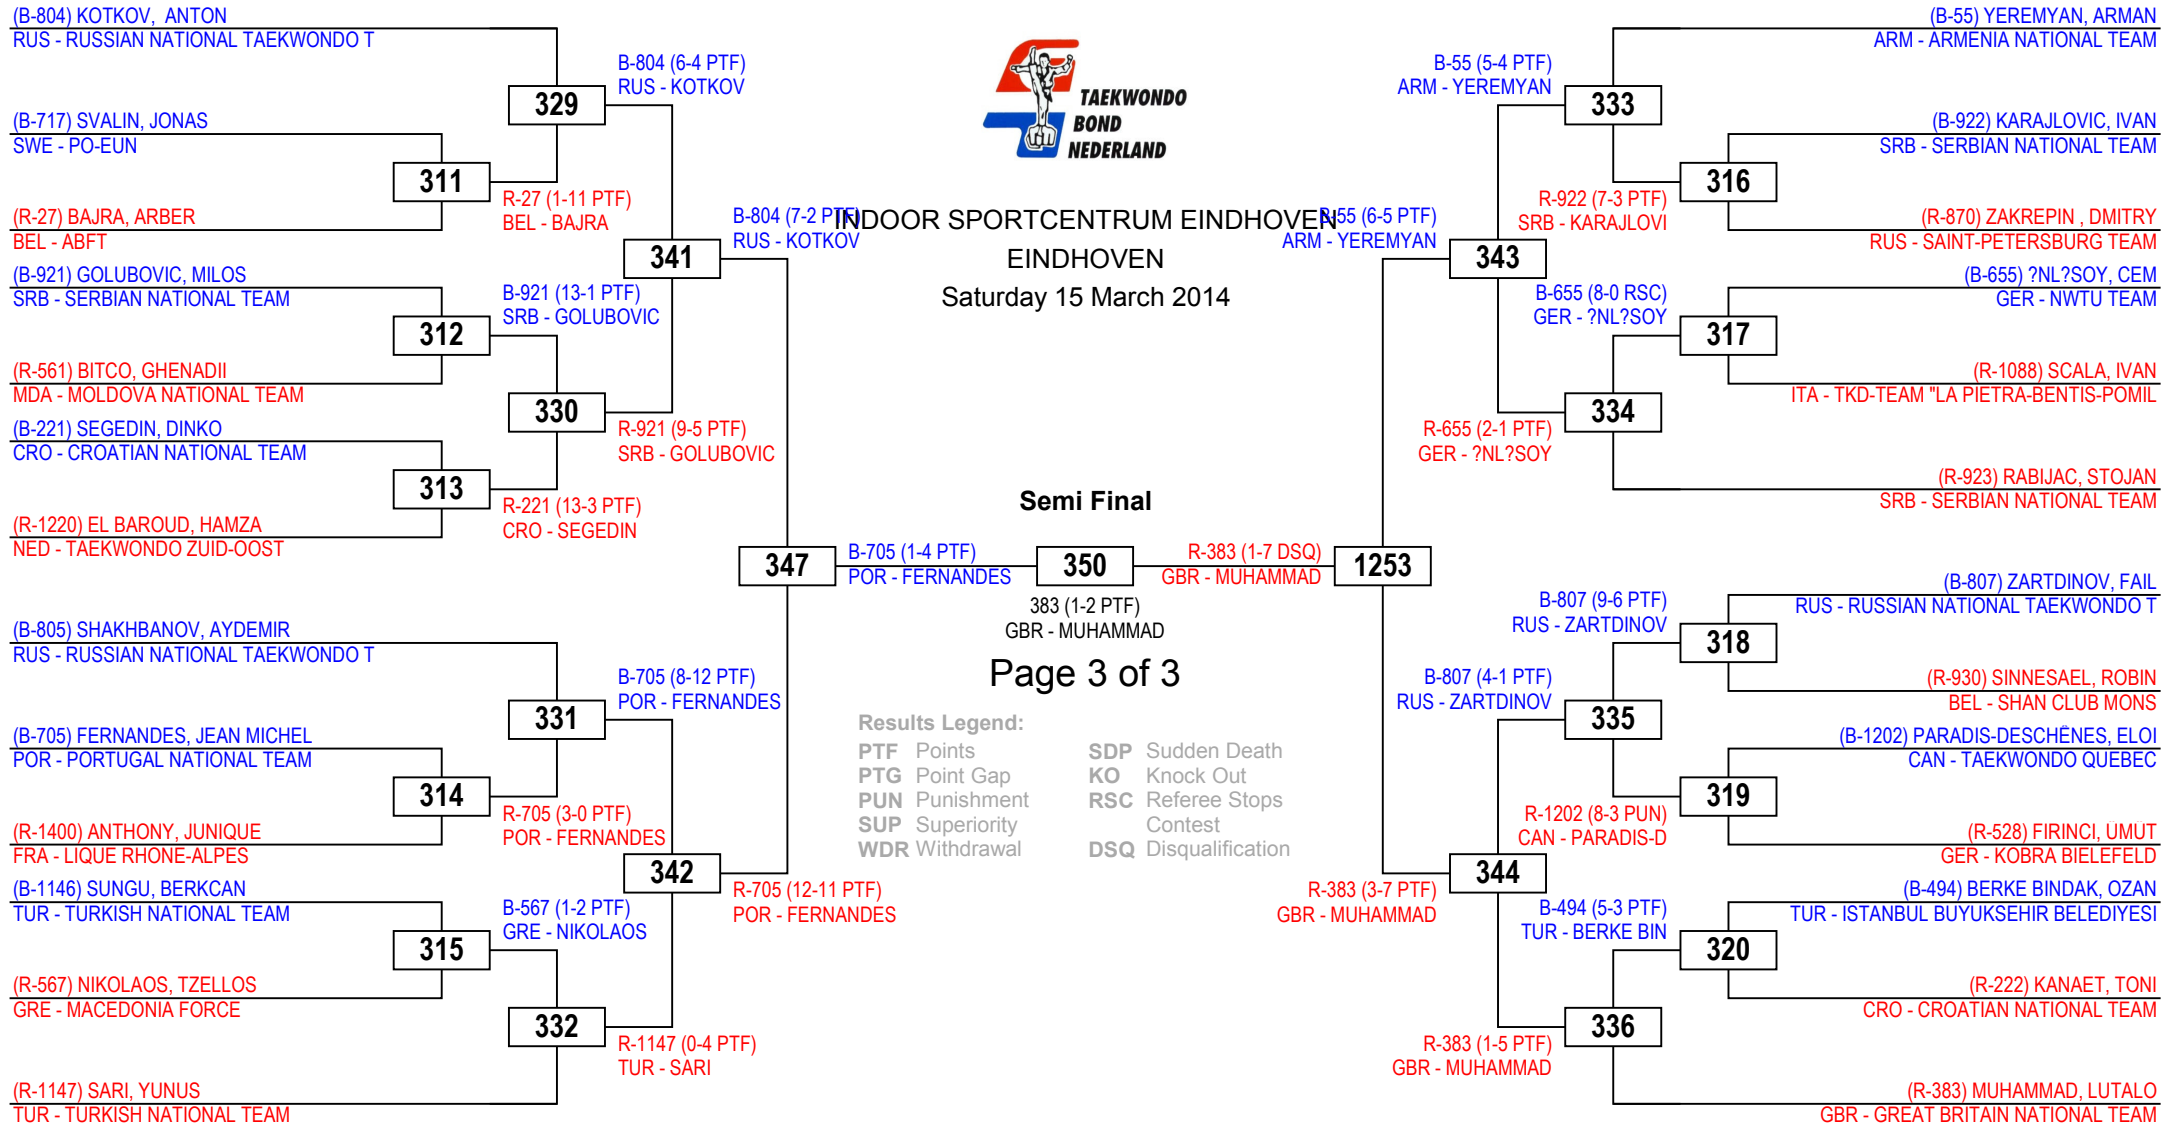 (B-804) KOTKOV, ANTON
RUS - RUSSIAN NATIONAL TAEKWONDO T
(B-717) SVALIN, JONAS
SWE - PO-EUN
(R-27) BAJRA, ARBER
BEL - ABFT
(B-921) GOLUBOVIC, MILOS
SRB - SERBIAN NATIONAL TEAM
(R-561) BITCO, GHENADII
MDA - MOLDOVA NATIONAL TEAM
(B-221) SEGEDIN, DINKO
CRO - CROATIAN NATIONAL TEAM
(R-1220) EL BAROUD, HAMZA
NED - TAEKWONDO ZUID-OOST
(B-805) SHAKHBANOV, AYDEMIR
RUS - RUSSIAN NATIONAL TAEKWONDO T
(B-705) FERNANDES, JEAN MICHEL
POR - PORTUGAL NATIONAL TEAM
(R-1400) ANTHONY, JUNIQUE
FRA - LIQUE RHONE-ALPES
(B-1146) SUNGU, BERKCAN
TUR - TURKISH NATIONAL TEAM
(R-567) NIKOLAOS, TZELLOS
GRE - MACEDONIA FORCE
(R-1147) SARI, YUNUS
TUR - TURKISH NATIONAL TEAM
311
312
313
314
315
R-27 (1-11 PTF)
BEL - BAJRA
B-921 (13-1 PTF)
SRB - GOLUBOVIC
R-221 (13-3 PTF)
CRO - SEGEDIN
R-705 (3-0 PTF)
POR - FERNANDES
B-567 (1-2 PTF)
GRE - NIKOLAOS
329
330
331
332
B-804 (6-4 PTF)
RUS - KOTKOV
R-921 (9-5 PTF)
SRB - GOLUBOVIC
B-705 (8-12 PTF)
POR - FERNANDES
R-1147 (0-4 PTF)
TUR - SARI
341
342
B-804 (7-2 PTF)
RUS - KOTKOV
R-705 (12-11 PTF)
POR - FERNANDES
347
B-705 (1-4 PTF)
POR - FERNANDES
TAEKWONDO
BOND
NEDERLAND
INDOOR SPORTCENTRUM EINDHOVEN
EINDHOVEN
Saturday 15 March 2014
Semi Final
350
383 (1-2 PTF)
GBR - MUHAMMAD
Page 3 of 3
Results Legend:
PTF Points
PTG Point Gap
PUN Punishment
SUP Superiority
WDR Withdrawal
SDP Sudden Death
KO Knock Out
RSC Referee Stops
Contest
DSQ Disqualification
R-383 (1-7 DSQ)
GBR - MUHAMMAD
1253
B-55 (6-5 PTF)
ARM - YEREMYAN
R-383 (3-7 PTF)
GBR - MUHAMMAD
343
344
B-55 (5-4 PTF)
ARM - YEREMYAN
R-655 (2-1 PTF)
GER - ?NL?SOY
B-807 (4-1 PTF)
RUS - ZARTDINOV
R-383 (1-5 PTF)
GBR - MUHAMMAD
333
334
335
336
R-922 (7-3 PTF)
SRB - KARAJLOVI
B-655 (8-0 RSC)
GER - ?NL?SOY
B-807 (9-6 PTF)
RUS - ZARTDINOV
R-1202 (8-3 PUN)
CAN - PARADIS-D
B-494 (5-3 PTF)
TUR - BERKE BIN
316
317
318
319
320
(B-55) YEREMYAN, ARMAN
ARM - ARMENIA NATIONAL TEAM
(B-922) KARAJLOVIC, IVAN
SRB - SERBIAN NATIONAL TEAM
(R-870) ZAKREPIN , DMITRY
RUS - SAINT-PETERSBURG TEAM
(B-655) ?NL?SOY, CEM
GER - NWTU TEAM
(R-1088) SCALA, IVAN
ITA - TKD-TEAM "LA PIETRA-BENTIS-POMIL
(R-923) RABIJAC, STOJAN
SRB - SERBIAN NATIONAL TEAM
(B-807) ZARTDINOV, FAIL
RUS - RUSSIAN NATIONAL TAEKWONDO T
(R-930) SINNESAEL, ROBIN
BEL - SHAN CLUB MONS
(B-1202) PARADIS-DESCHÊNES, ELOI
CAN - TAEKWONDO QUEBEC
(R-528) FIRINCI, ÜMÜT
GER - KOBRA BIELEFELD
(B-494) BERKE BINDAK, OZAN
TUR - ISTANBUL BUYUKSEHIR BELEDIYESI
(R-222) KANAET, TONI
CRO - CROATIAN NATIONAL TEAM
(R-383) MUHAMMAD, LUTALO
GBR - GREAT BRITAIN NATIONAL TEAM